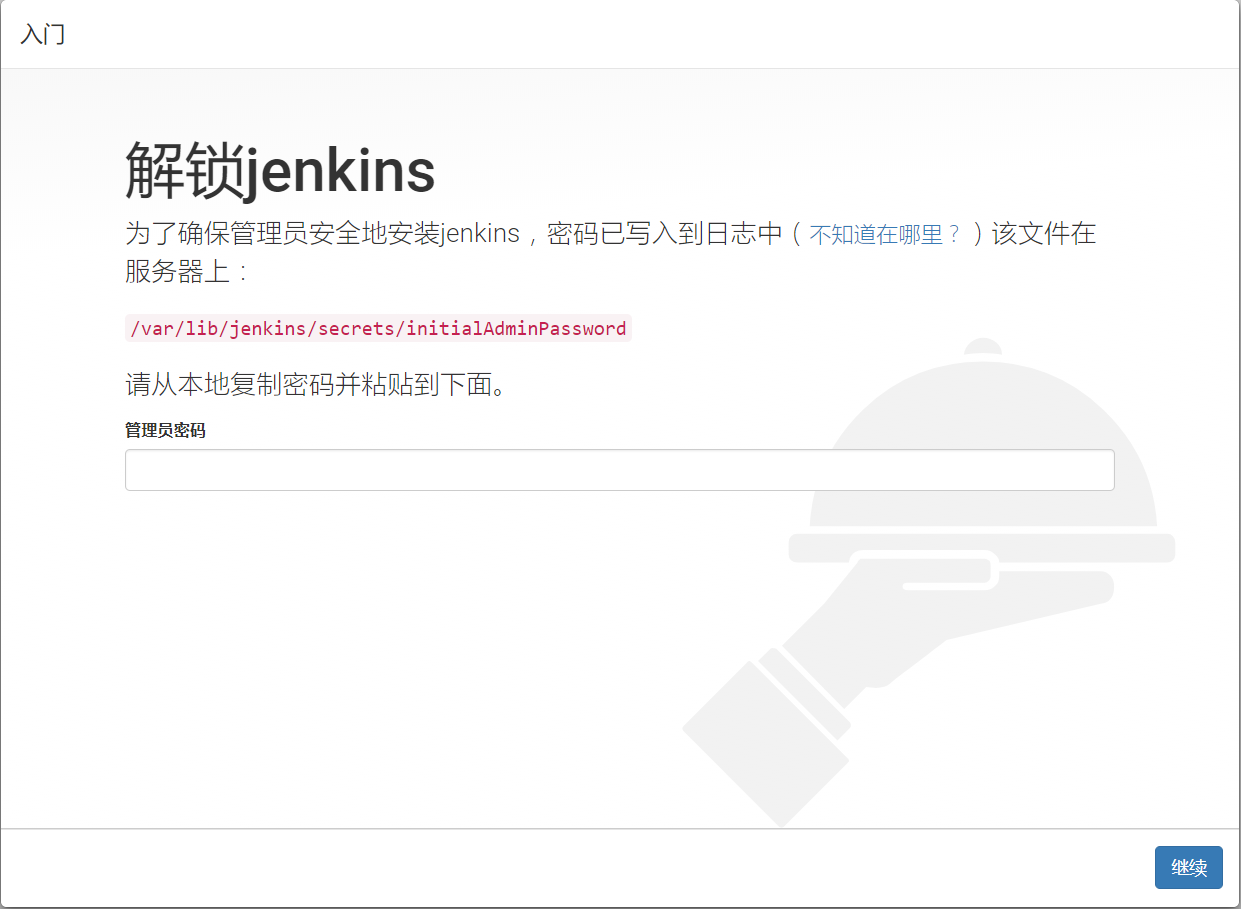 入门
解锁jenkins
为了确保管理员安全地安装jenkins，密码已写入到日志中（不知道在哪里？）该文件在
服务器上：
/var/lib/jenkins/secrets/initialAdminPassword
请从本地复制密码并粘贴到下面。
管理员密码
继续